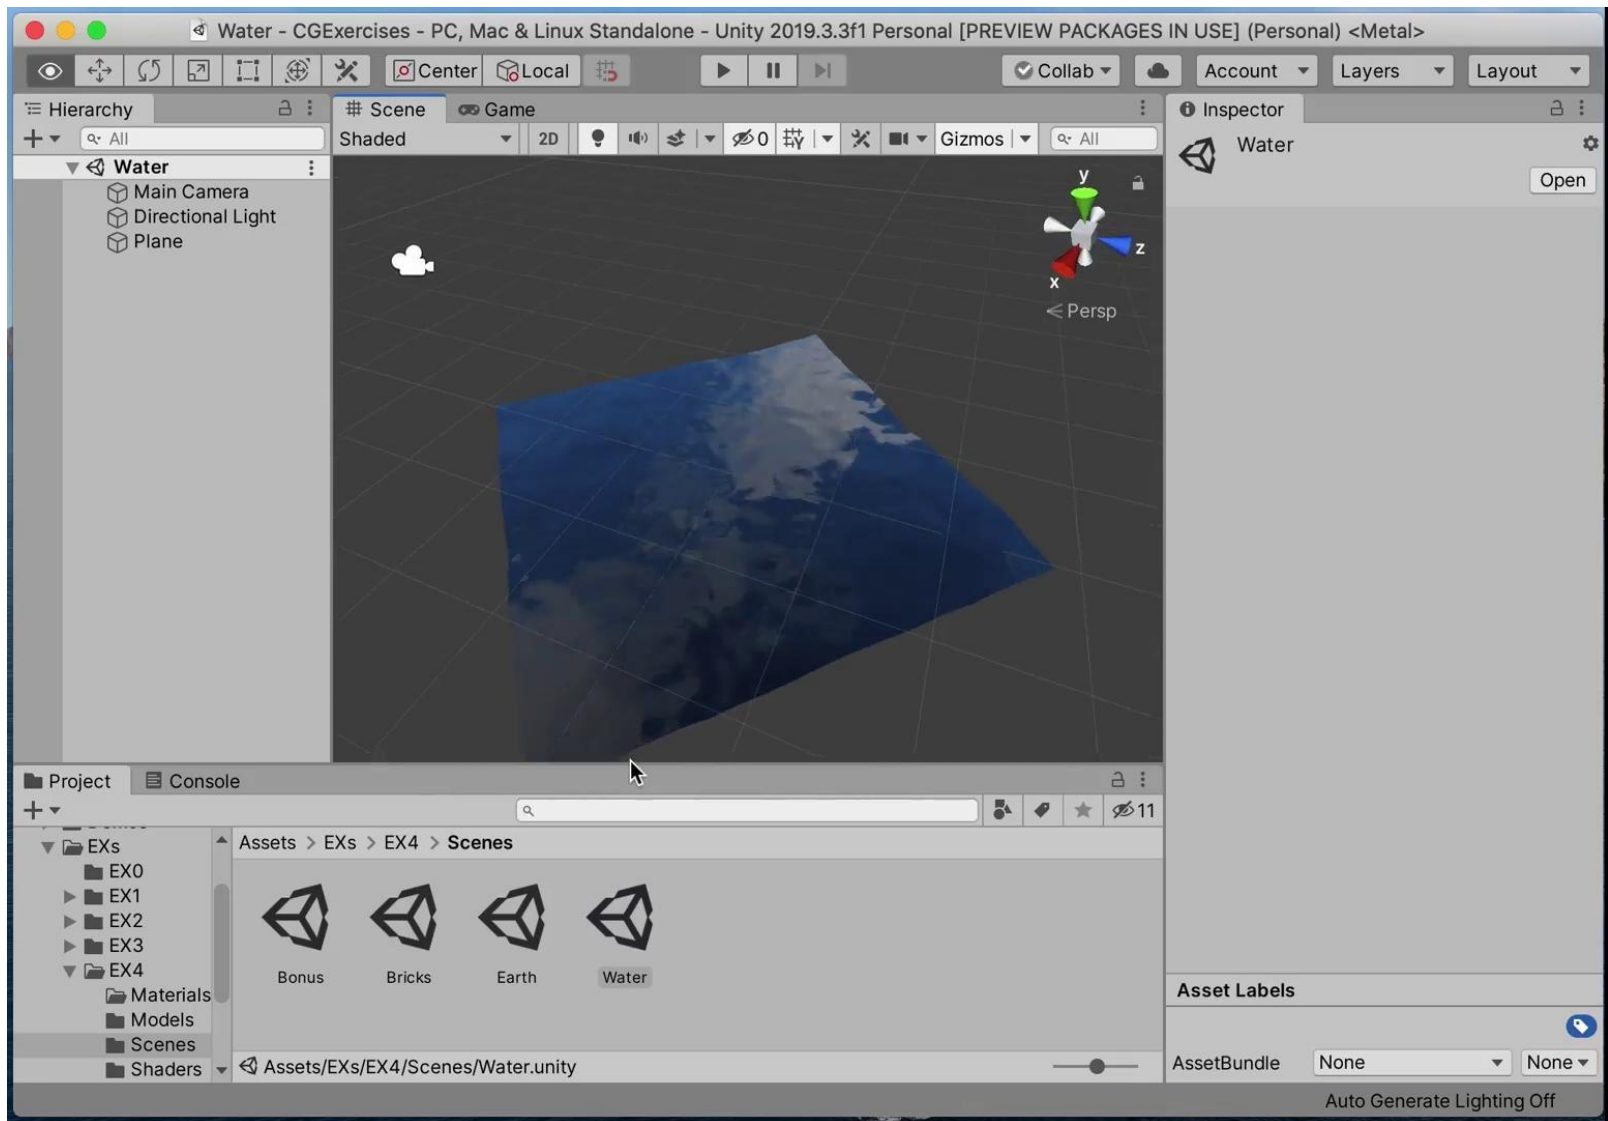 Water - CGExercises - PC, Mac & Linux Standalone - Unity 2019.3.3f1 Personal [PREVIEW PACKAGES IN USE] (Personal) <Metal>
Center Local Collab Account Layers Layout
Hierarchy
All
Water
Main Camera
Directional Light
Plane
Scene Game
Shaded 2D 0 Gizmos All
y
z
x
Persp
Inspector
Water
Open
Project Console
11
EXs
EX0
EX1
EX2
EX3
EX4
Materials
Models
Scenes
Shaders
Assets > EXs > EX4 > Scenes
Bonus Bricks Earth Water
Assets/EXs/EX4/Scenes/Water.unity
Asset Labels
AssetBundle None None
Auto Generate Lighting Off